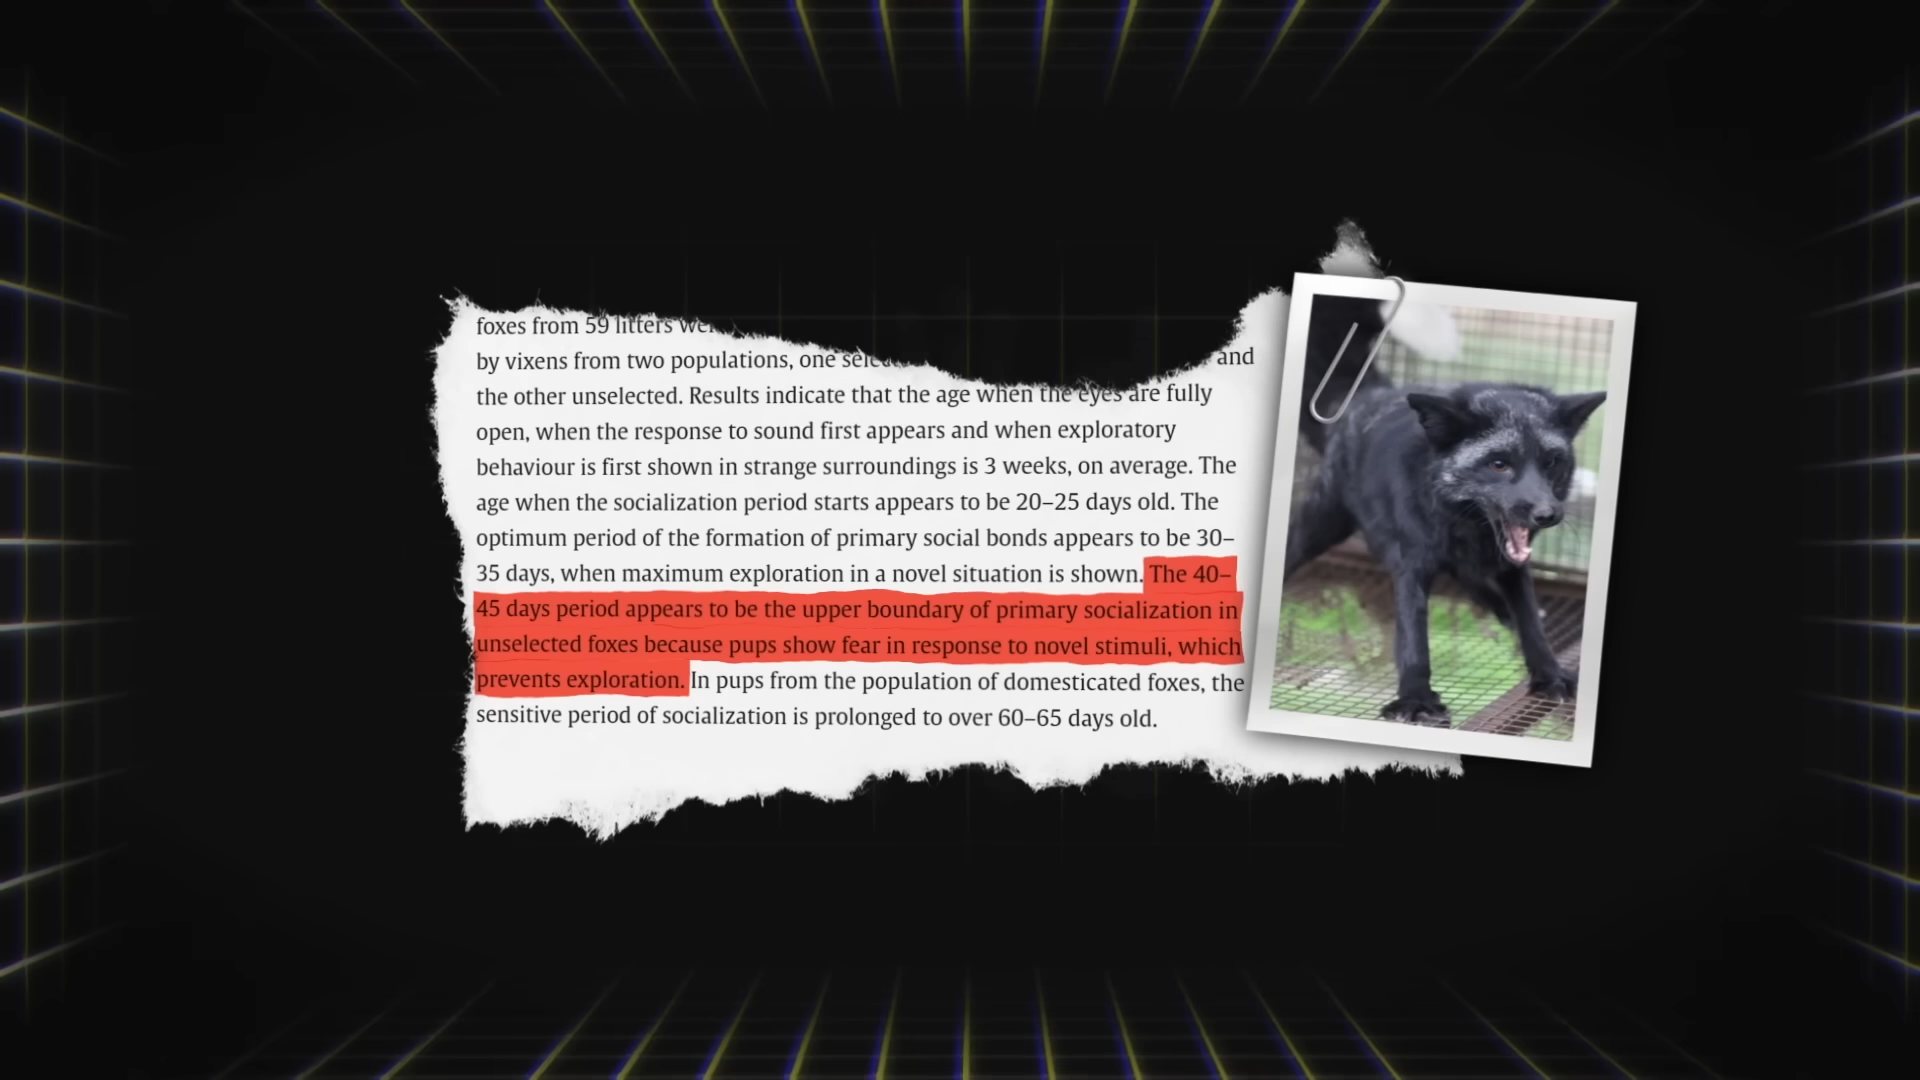 foxes from 59 litters
by vixens from two populations, one and
the other unselected. Results indicate that the age when the eyes are fully
open, when the response to sound first appears and when exploratory
behaviour is first shown in strange surroundings is 3 weeks, on average. The
age when the socialization period starts appears to be 20–25 days old. The
optimum period of the formation of primary social bonds appears to be 30–
35 days, when maximum exploration in a novel situation is shown. The 40–
45 days period appears to be the upper boundary of primary socialization in
unselected foxes because pups show fear in response to novel stimuli, which
prevents exploration. In pups from the population of domesticated foxes, the
sensitive period of socialization is prolonged to over 60–65 days old.